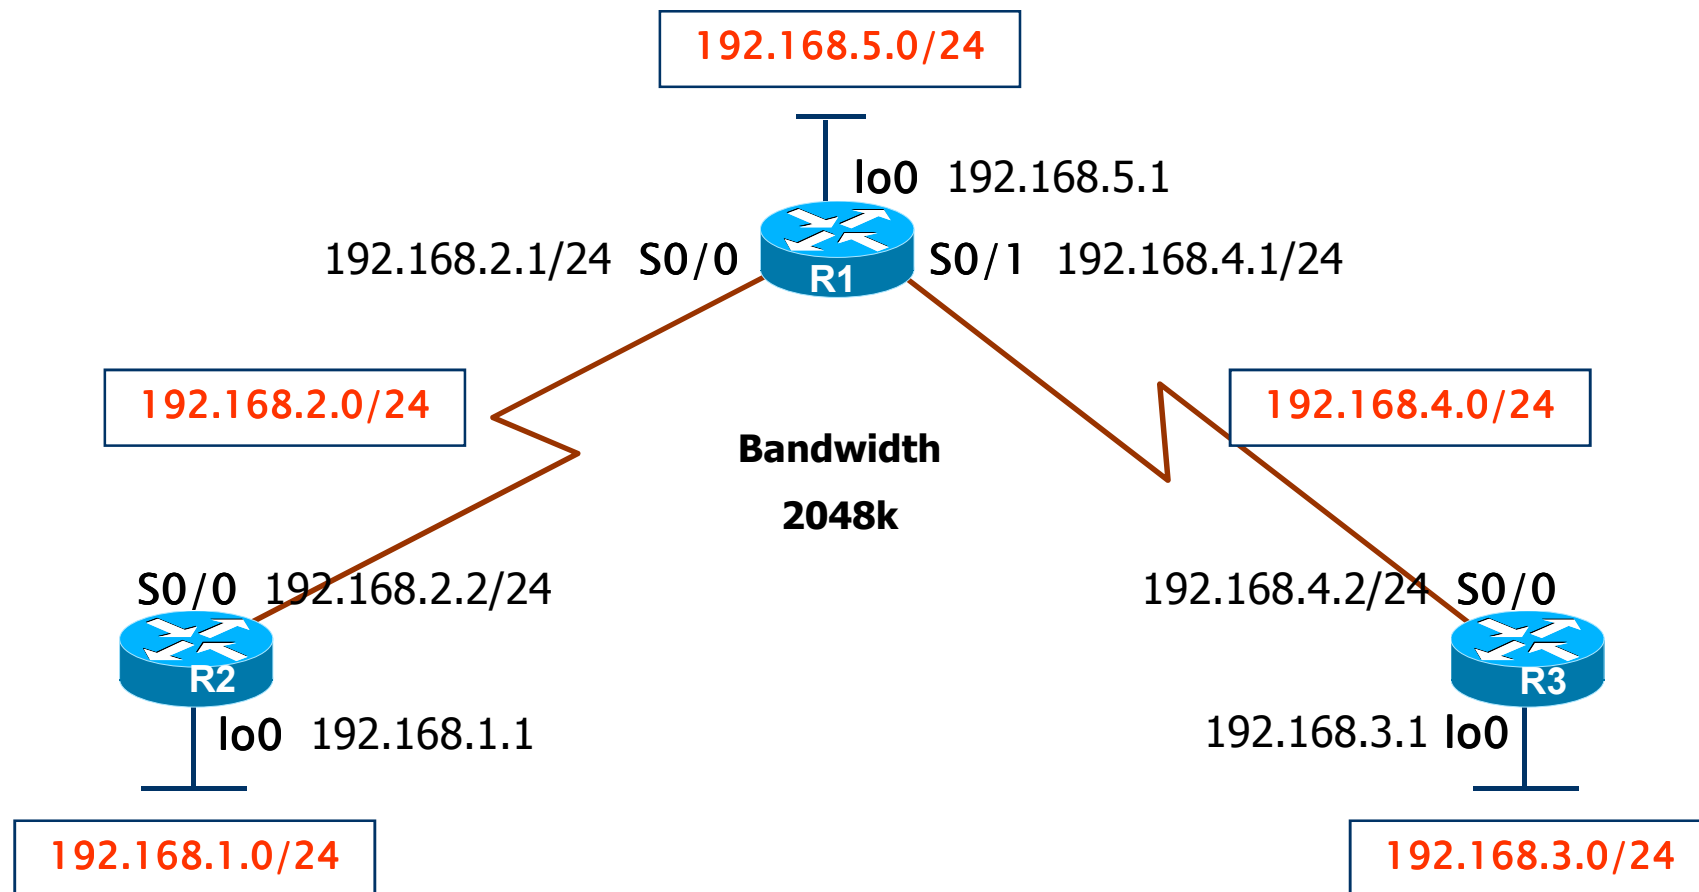 192.168.5.0/24
lo0 192.168.5.1
192.168.2.1/24 S0/0
R1
S0/1 192.168.4.1/24
192.168.2.0/24
192.168.4.0/24
Bandwidth
2048k
S0/0 192.168.2.2/24
192.168.4.2/24 S0/0
R2
R3
lo0 192.168.1.1
192.168.3.1 lo0
192.168.1.0/24
192.168.3.0/24